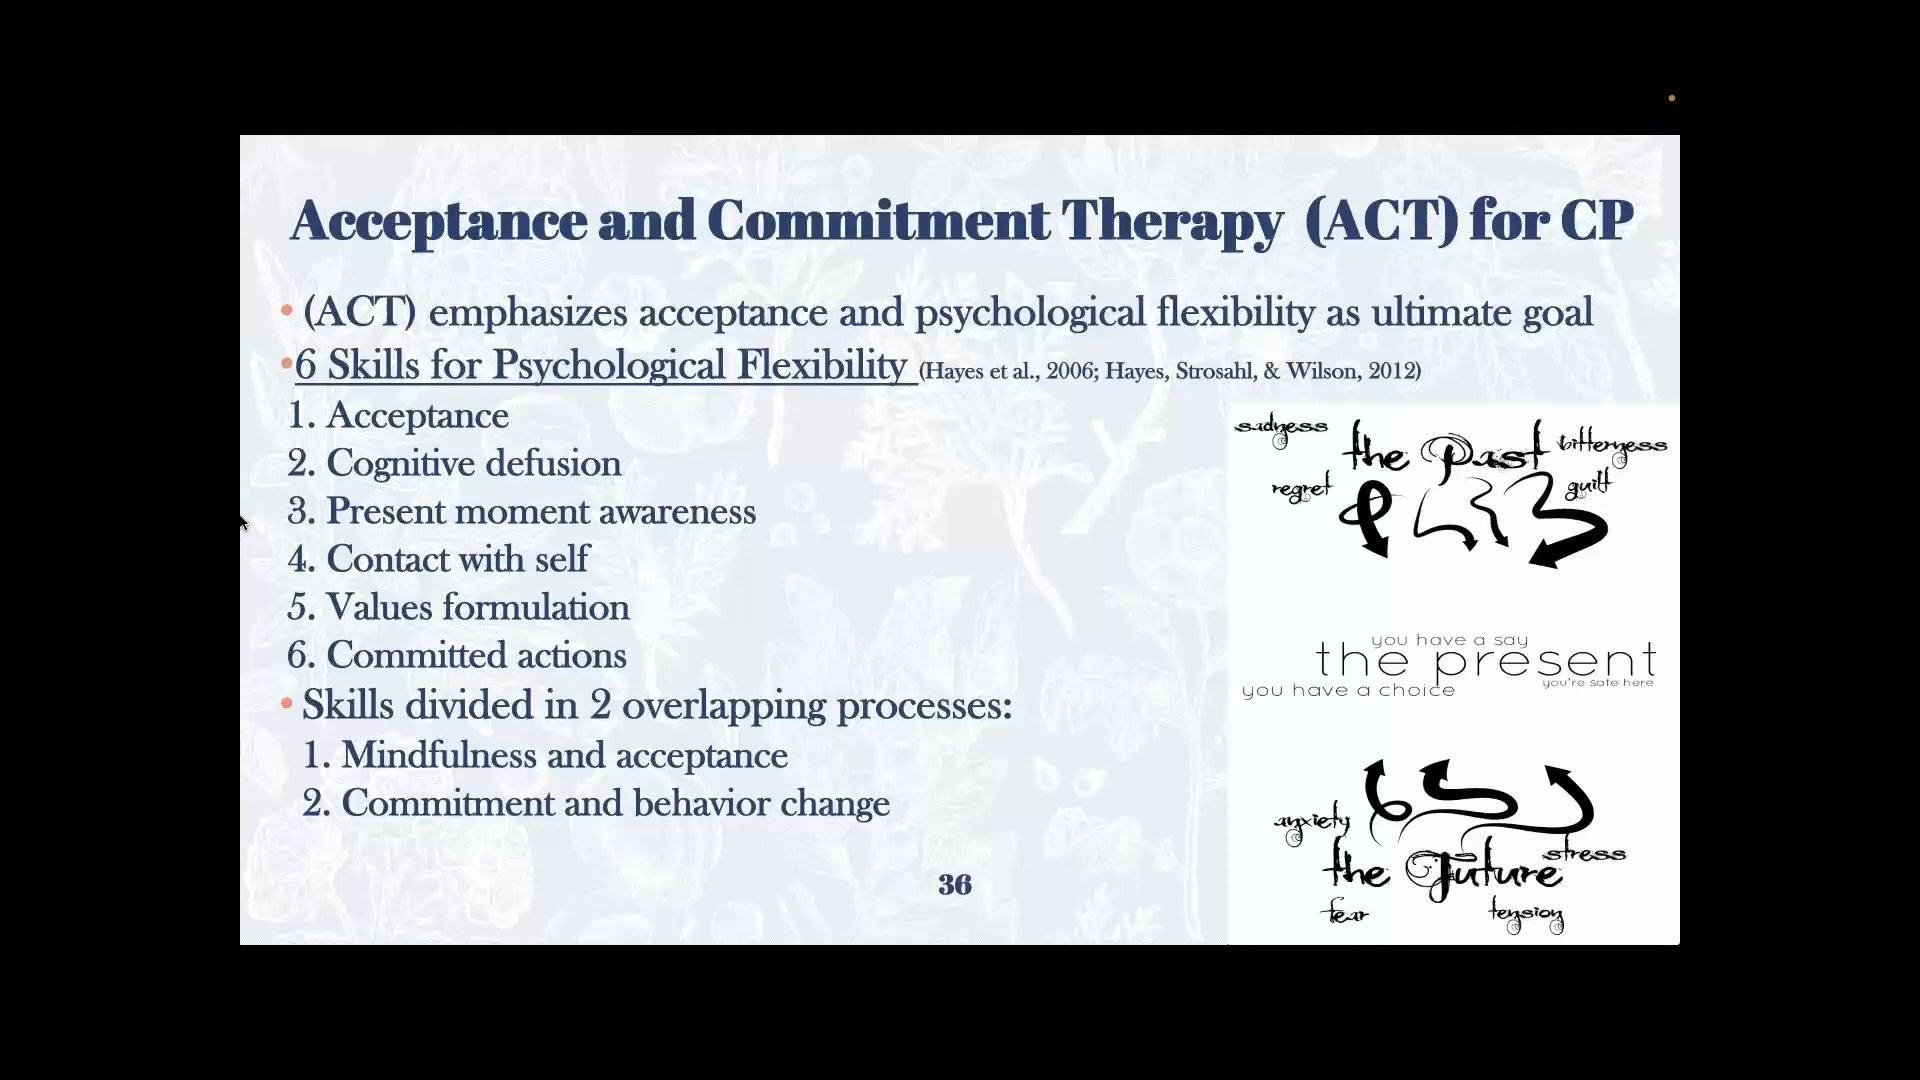 Acceptance and Commitment Therapy (ACT) for CP
• (ACT) emphasizes acceptance and psychological flexibility as ultimate goal
•6 Skills for Psychological Flexibility (Hayes et al., 2006; Hayes, Strosahl, & Wilson, 2012)
1. Acceptance
2. Cognitive defusion
3. Present moment awareness
4. Contact with self
5. Values formulation
6. Committed actions
• Skills divided in 2 overlapping processes:
1. Mindfulness and acceptance
2. Commitment and behavior change
sadness
the Past
bitterness
regret
guilt
you have a say
the present
you're safe here
you have a choice
anxiety
stress
the Future
fear
tension
36